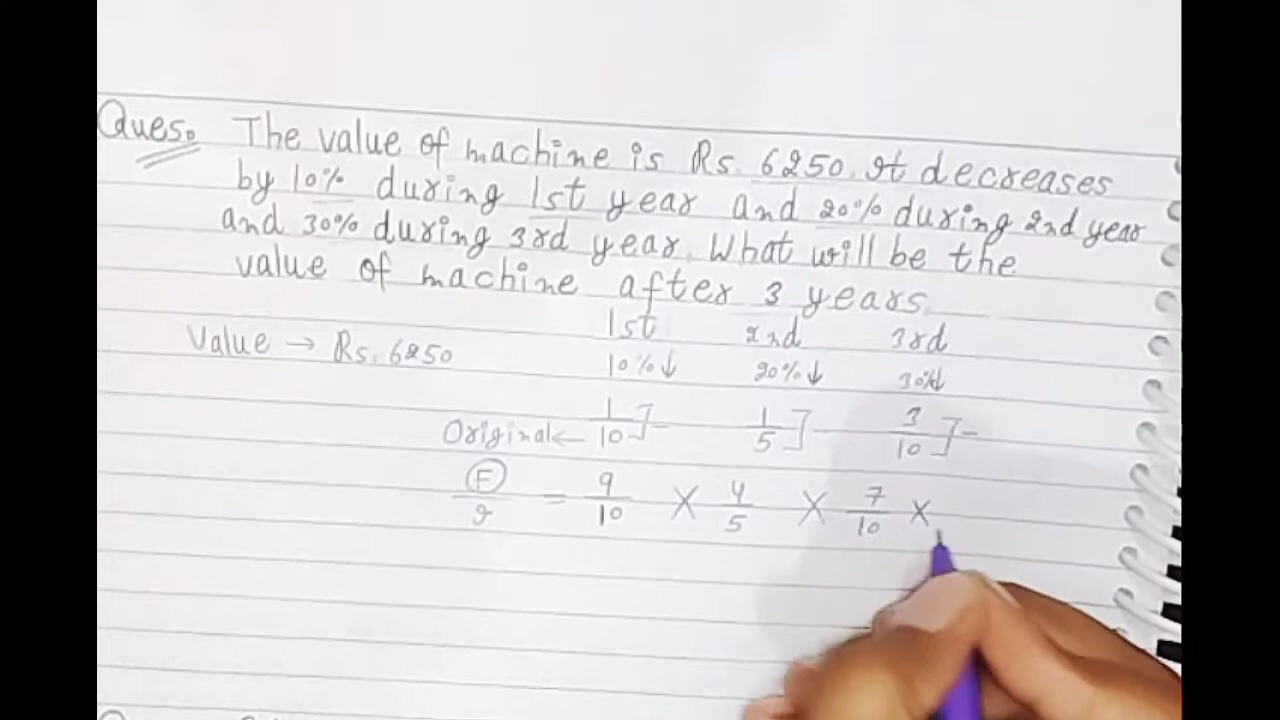 Ques. The value of machine is Rs. 6250. It decreases
by 10% during 1st year and 20% during 2nd year
and 30% during 3rd year. What will be the
value of machine after 3 years.
1st 2nd 3rd
Value → Rs. 6250
10%↓ 20%↓ 30%↓
Original ← 1/10]- 1/5]- 3/10]-
F/I = 9/10 × 4/5 × 7/10 ×